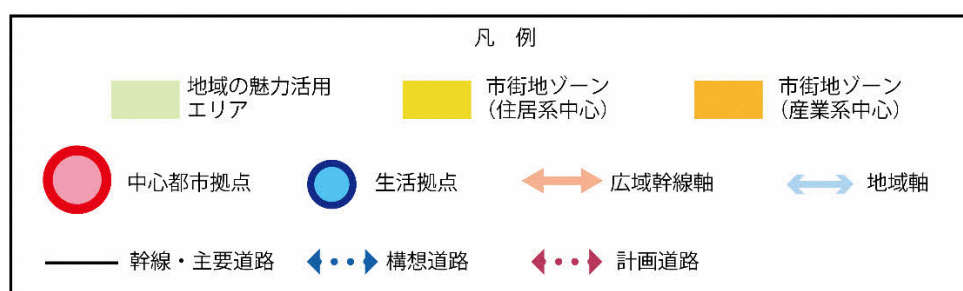 凡 例
地域の魅力活用
エリア
市街地ゾーン
(住居系中心)
市街地ゾーン
(産業系中心)
中心都市拠点
生活拠点
広域幹線軸
地域軸
幹線・主要道路
構想道路
計画道路